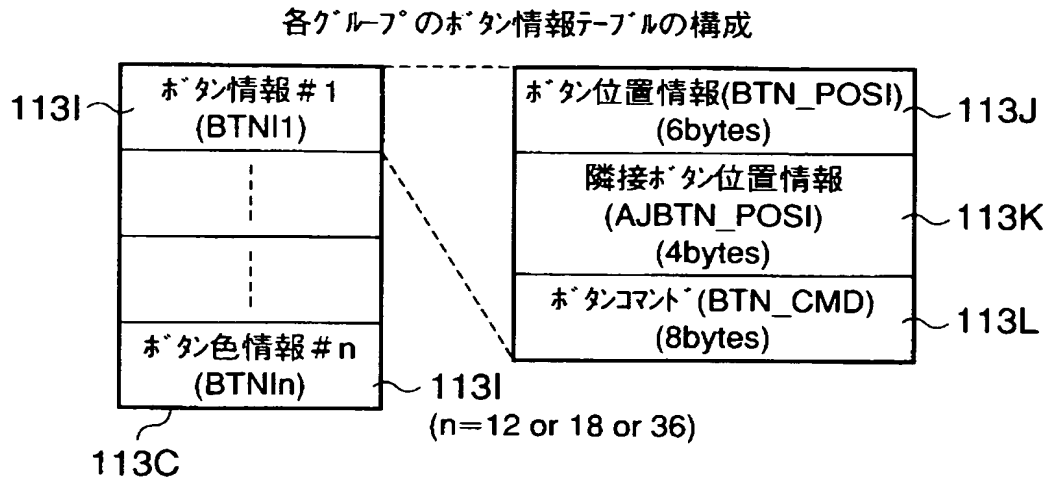 各グループのボタン情報テーブルの構成
113I
ボタン情報#1
(BTNI1)
ボタン色情報#n
(BTNIn)
113I
(n=12 or 18 or 36)
113C
ボタン位置情報(BTN_POSI)
(6bytes)
113J
隣接ボタン位置情報
(AJBTN_POSI)
(4bytes)
113K
ボタンコマンド(BTN_CMD)
(8bytes)
113L